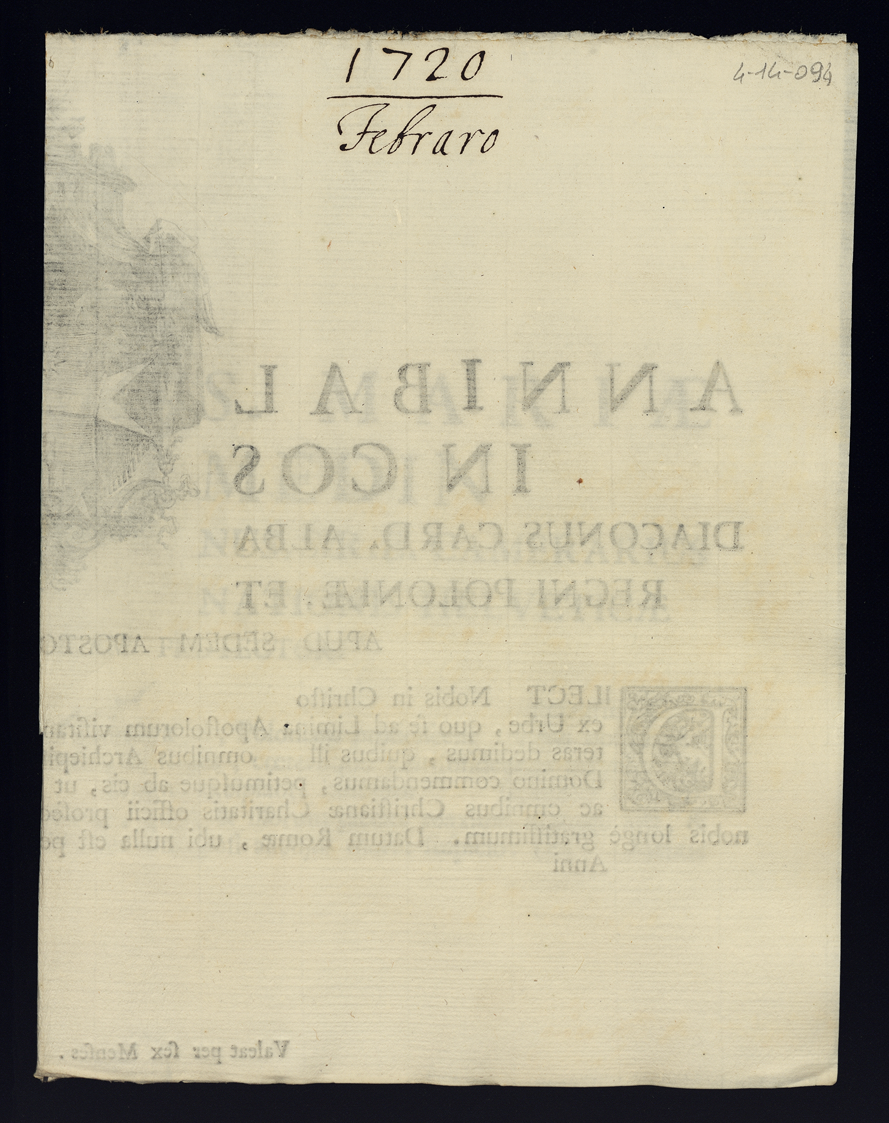 1720
4-14-094
Febraro
ANNIBAL
IN COS
DIACONUS CARD. ALBA
REGNI POLONIÆ. ET
APUD SEDEM APOSTO
ILECT Nobis in Chriſto
ex Urbe, quo ſe ad Limina Apoſtolorum viſitan
teras dedimus, quibus ill omnibus Archiepiſ
Domino commendamus, petimuſque ab eis, ut
ac omnibus Chriſtianæ Charitatis officii proſeq
nobis longè gratiſſimum. Datum Romæ, ubi nulla eſt pe
Anni
Valeat per ſex Menſes.